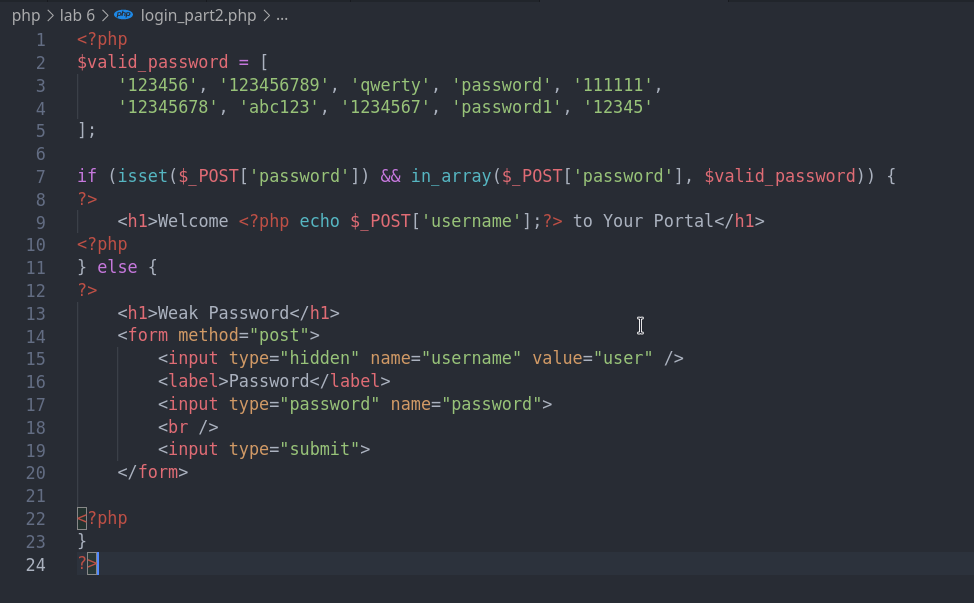 php > lab 6 > php login_part2.php > ...
1 <?php
2 $valid_password = [
3     '123456', '123456789', 'qwerty', 'password', '111111',
4     '12345678', 'abc123', '1234567', 'password1', '12345'
5 ];
6
7 if (isset($_POST['password']) && in_array($_POST['password'], $valid_password)) {
8 ?>
9     <h1>Welcome <?php echo $_POST['username'];?> to Your Portal</h1>
10 <?php
11 } else {
12 ?>
13     <h1>Weak Password</h1>
14     <form method="post">
15         <input type="hidden" name="username" value="user" />
16         <label>Password</label>
17         <input type="password" name="password">
18         <br />
19         <input type="submit">
20     </form>
21
22 <?php
23 }
24 ?>